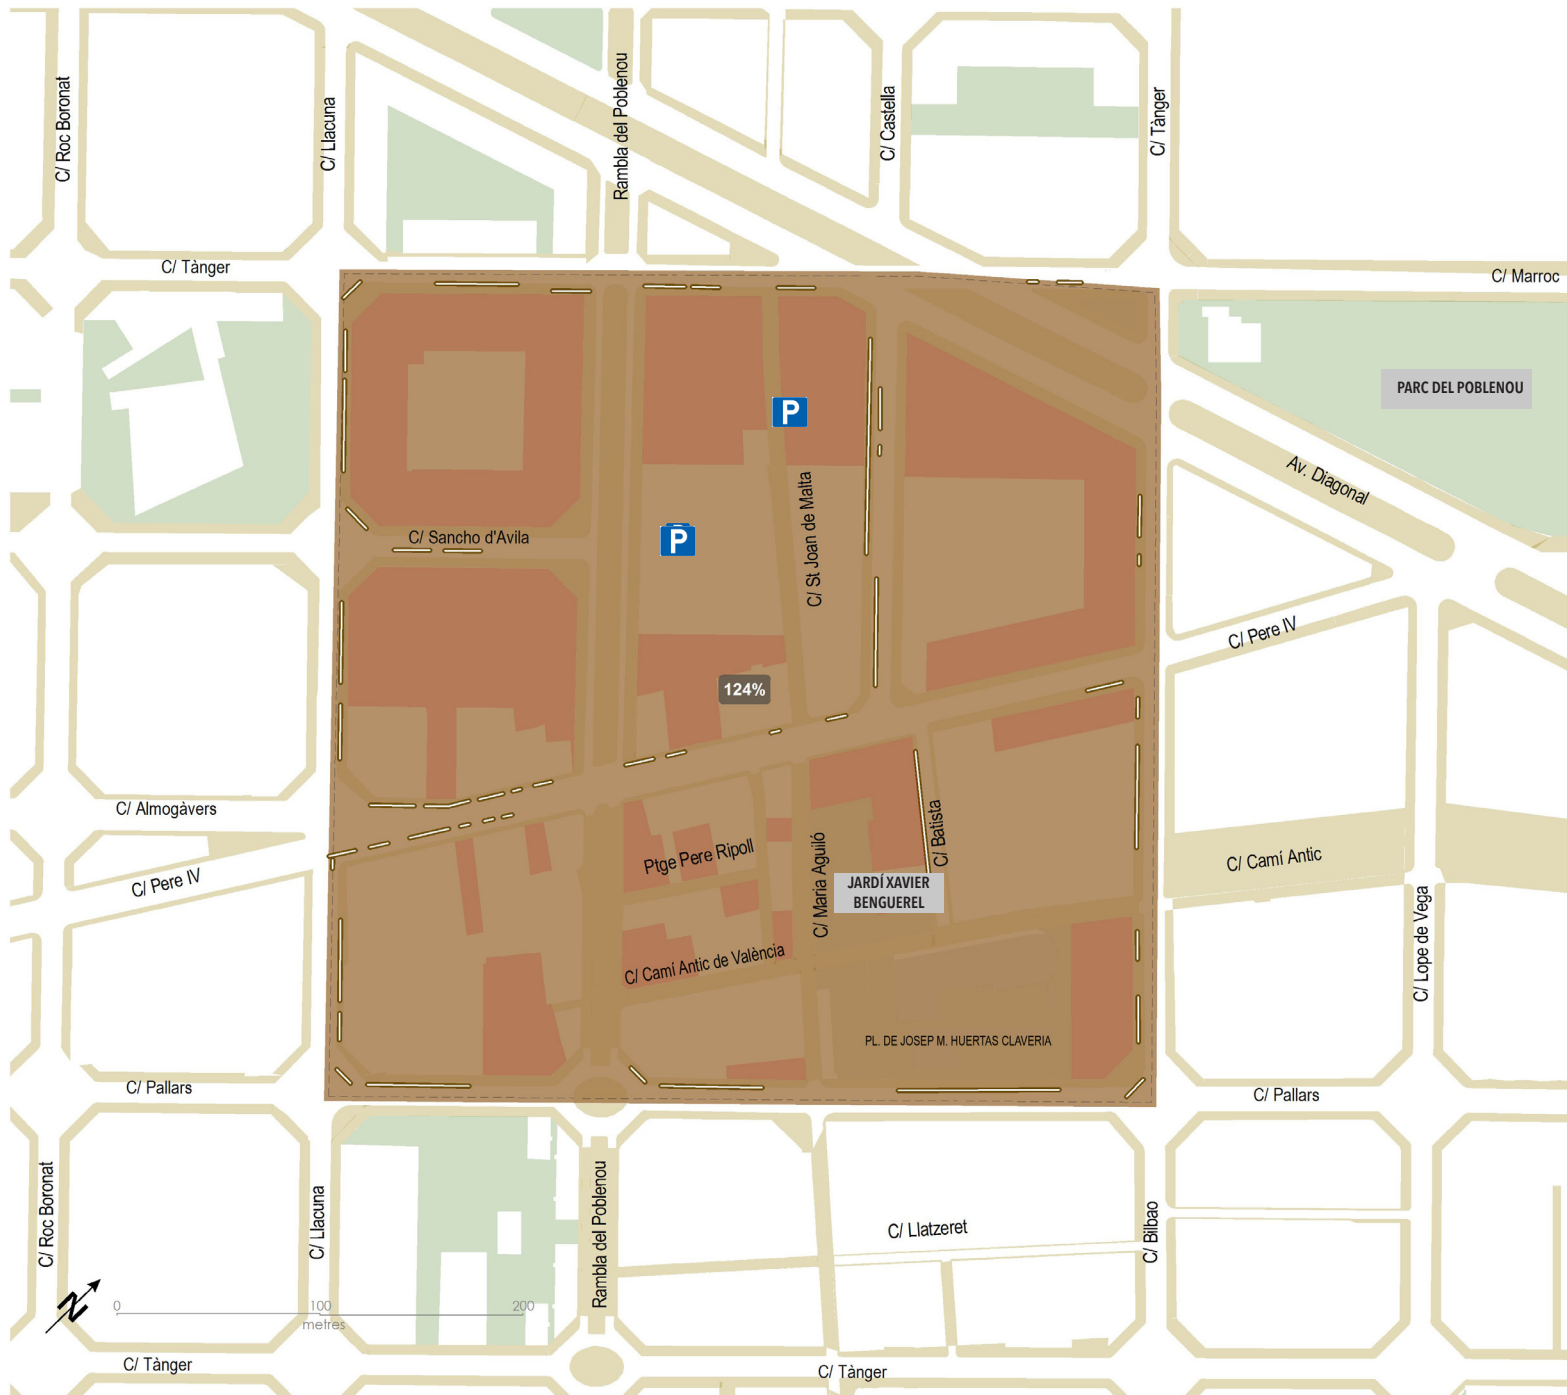 C/ Roc Boronat
C/ Llacuna
Rambla del Poblenou
C/ Castella
C/ Tànger
C/ Tànger
C/ Marroc
PARC DEL POBLENOU
P
Av. Diagonal
C/ Sancho d'Avila
P
C/ St Joan de Malta
C/ Pere IV
124%
C/ Almogàvers
C/ Pere IV
Ptge Pere Ripoll
C/ Maria Aguiló
C/ Batista
C/ Camí Antic
JARDÍ XAVIER
BENGUEREL
C/ Camí Antic de València
C/ Lope de Vega
PL. DE JOSEP M. HUERTAS CLAVERIA
C/ Pallars
C/ Pallars
C/ Roc Boronat
C/ Llacuna
Rambla del Poblenou
C/ Llatzeret
C/ Bilbao
N
0 100 200
metres
C/ Tànger
C/ Tànger